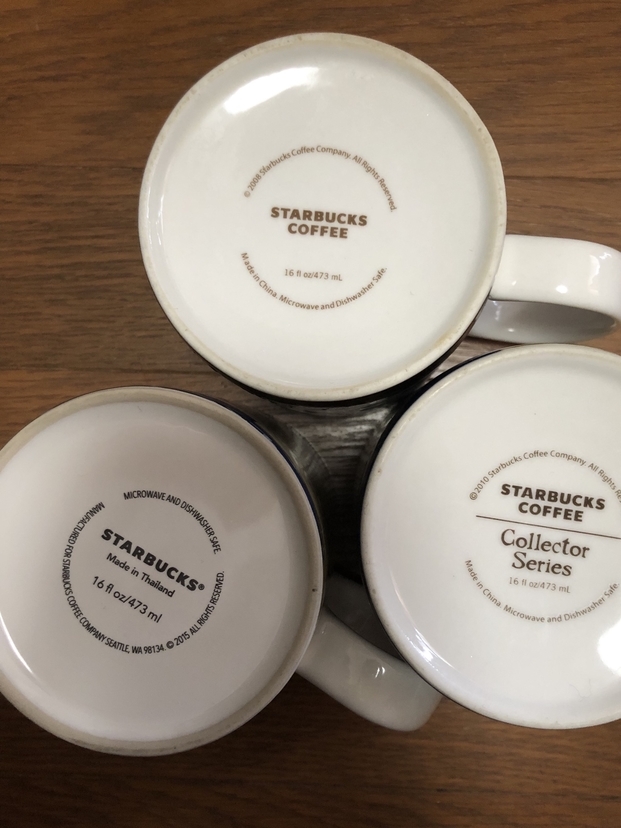 © 2008 Starbucks Coffee Company. All Rights Reserved.
STARBUCKS
COFFEE
16 fl oz/473 mL
Made in China. Microwave and Dishwasher Safe.
MICROWAVE AND DISHWASHER SAFE.
STARBUCKS®
Made in Thailand
16 fl oz/473 ml
MANUFACTURED FOR STARBUCKS COFFEE COMPANY SEATTLE, WA 98134. © 2015 ALL RIGHTS RESERVED.
©2010 Starbucks Coffee Company. All Rights
STARBUCKS
COFFEE
Collector
Series
16 fl oz/473 mL
Made in China. Microwave and Dishwasher Safe.